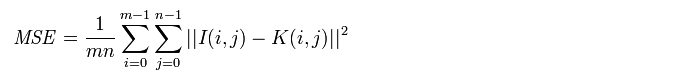 MSE = \frac{1}{mn} \sum_{i=0}^{m-1} \sum_{j=0}^{n-1} ||I(i,j) - K(i,j)||^2